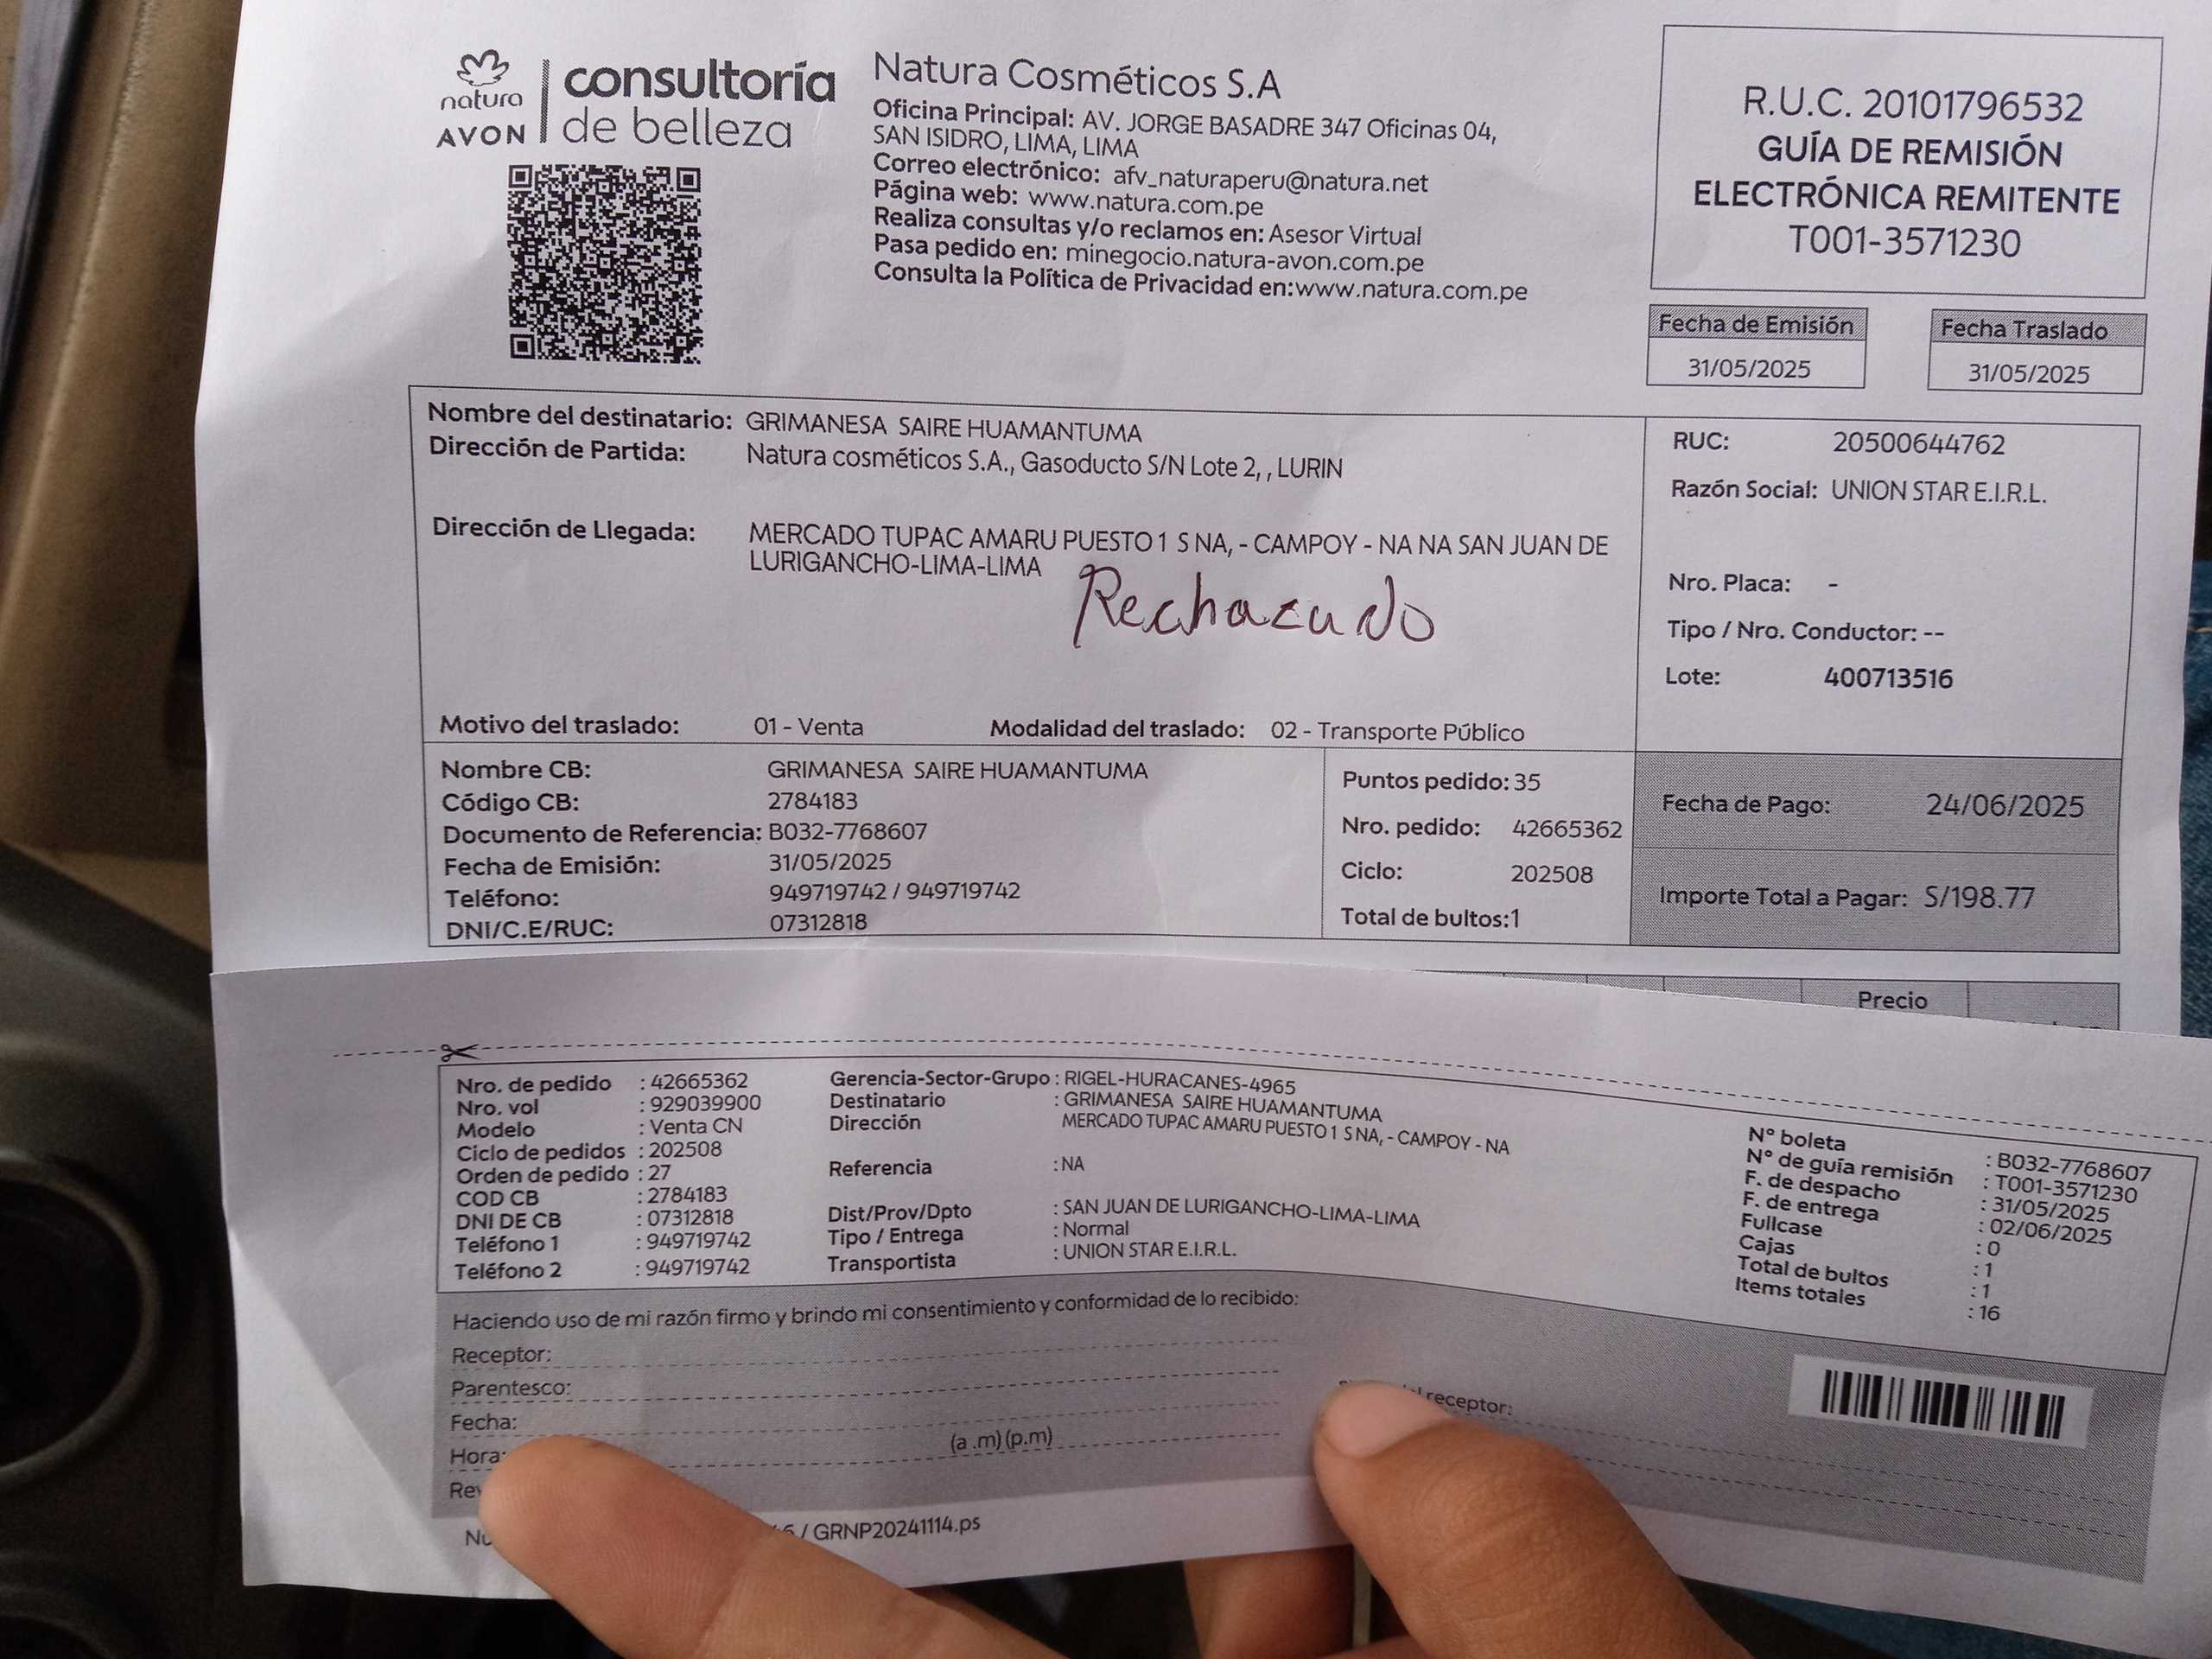 natura
AVON
consultoría
de belleza
Natura Cosméticos S.A
Oficina Principal: AV. JORGE BASADRE 347 Oficinas 04,
SAN ISIDRO, LIMA, LIMA
Correo electrónico: afv_naturaperu@natura.net
Página web: www.natura.com.pe
Realiza consultas y/o reclamos en: Asesor Virtual
Pasa pedido en: minegocio.natura-avon.com.pe
Consulta la Política de Privacidad en:www.natura.com.pe
R.U.C. 20101796532
GUÍA DE REMISIÓN
ELECTRÓNICA REMITENTE
T001-3571230
Fecha de Emisión
31/05/2025
Fecha Traslado
31/05/2025
Nombre del destinatario: GRIMANESA SAIRE HUAMANTUMA
Dirección de Partida: Natura cosméticos S.A., Gasoducto S/N Lote 2, , LURIN
Dirección de Llegada: MERCADO TUPAC AMARU PUESTO 1 S NA, - CAMPOY - NA NA SAN JUAN DE
LURIGANCHO-LIMA-LIMA
Rechazado
Motivo del traslado: 01 - Venta Modalidad del traslado: 02 - Transporte Público
RUC: 20500644762
Razón Social: UNION STAR E.I.R.L.
Nro. Placa: -
Tipo / Nro. Conductor: --
Lote: 400713516
Nombre CB: GRIMANESA SAIRE HUAMANTUMA
Código CB: 2784183
Documento de Referencia: B032-7768607
Fecha de Emisión: 31/05/2025
Teléfono: 949719742 / 949719742
DNI/C.E/RUC: 07312818
Puntos pedido: 35
Nro. pedido: 42665362
Ciclo: 202508
Total de bultos:1
Fecha de Pago: 24/06/2025
Importe Total a Pagar: S/198.77
Precio
Nro. de pedido : 42665362
Nro. vol : 929039900
Modelo : Venta CN
Ciclo de pedidos : 202508
Orden de pedido : 27
COD CB : 2784183
DNI DE CB : 07312818
Teléfono 1 : 949719742
Teléfono 2 : 949719742
Gerencia-Sector-Grupo : RIGEL-HURACANES-4965
Destinatario : GRIMANESA SAIRE HUAMANTUMA
Dirección MERCADO TUPAC AMARU PUESTO 1 S NA, - CAMPOY - NA
Referencia : NA
Dist/Prov/Dpto : SAN JUAN DE LURIGANCHO-LIMA-LIMA
Tipo / Entrega : Normal
Transportista : UNION STAR E.I.R.L.
N° boleta : B032-7768607
N° de guía remisión : T001-3571230
F. de despacho : 31/05/2025
F. de entrega : 02/06/2025
Fullcase : 0
Cajas : 1
Total de bultos : 1
Items totales : 16
Haciendo uso de mi razón firmo y brindo mi consentimiento y conformidad de lo recibido:
Receptor:
Parentesco:
Fecha:
Hora: (a .m) (p.m)
receptor:
/ GRNP20241114.ps